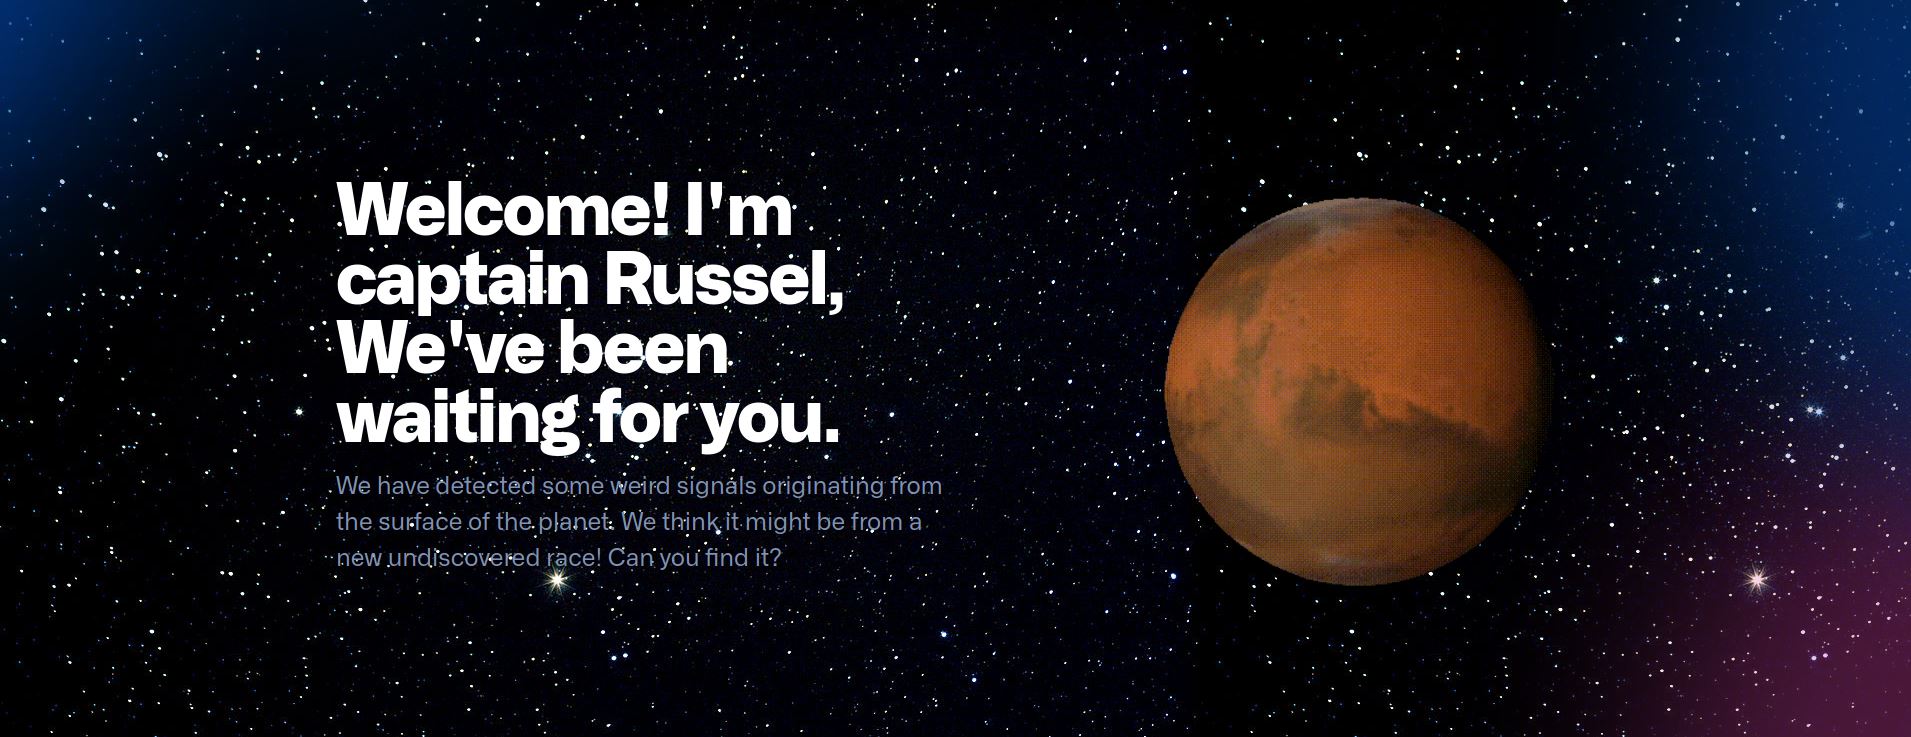 Welcome! I'm
captain Russel,
We've been
waiting for you.
We have detected some weird signals originating from
the surface of the planet. We think it might be from a
new undiscovered race! Can you find it?